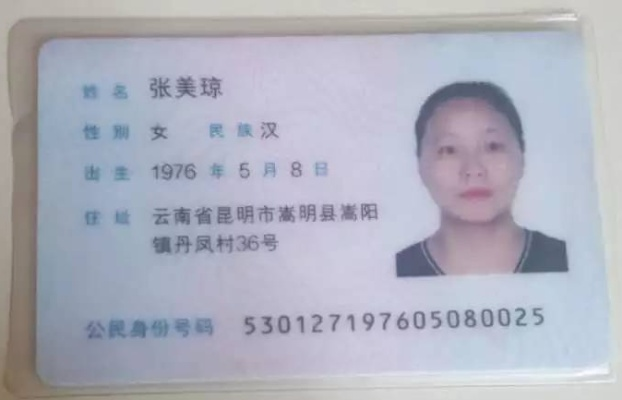 姓名 张美琼
性别 女 民族 汉
出生 1976 年 5 月 8 日
住址 云南省昆明市嵩明县嵩阳
镇丹凤村36号
公民身份号码 530127197605080025